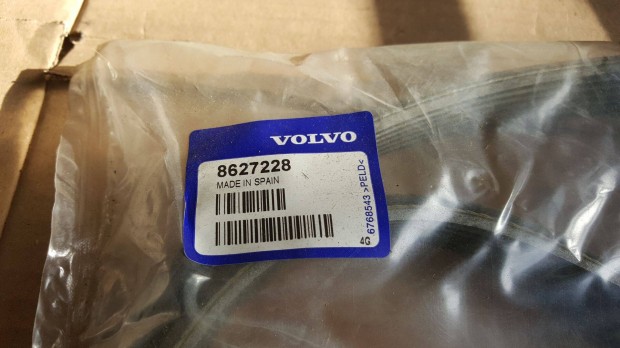 VOLVO
8627228
MADE IN SPAIN
6768543 >PELD<
4G